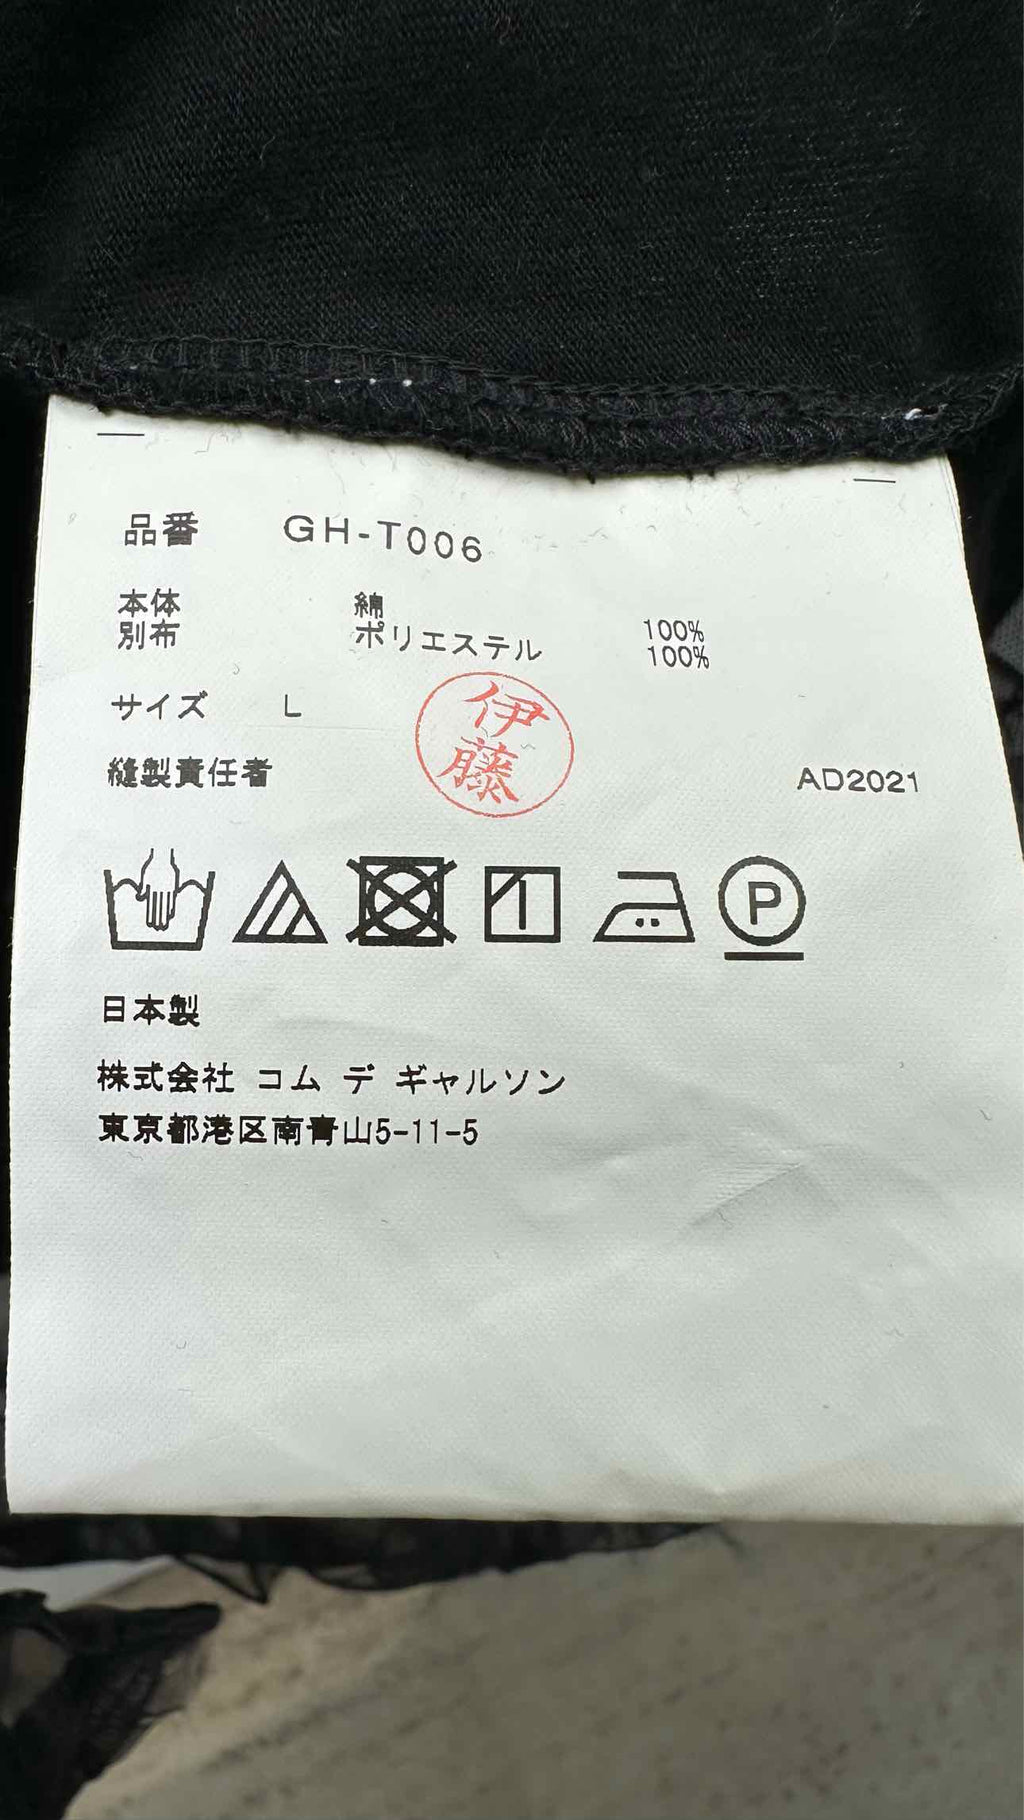 品番 GH-T006
本体 綿 100%
別布 ポリエステル 100%
サイズ L
伊藤
縫製責任者
AD2021
P
日本製
株式会社 コム デ ギャルソン
東京都港区南青山5-11-5